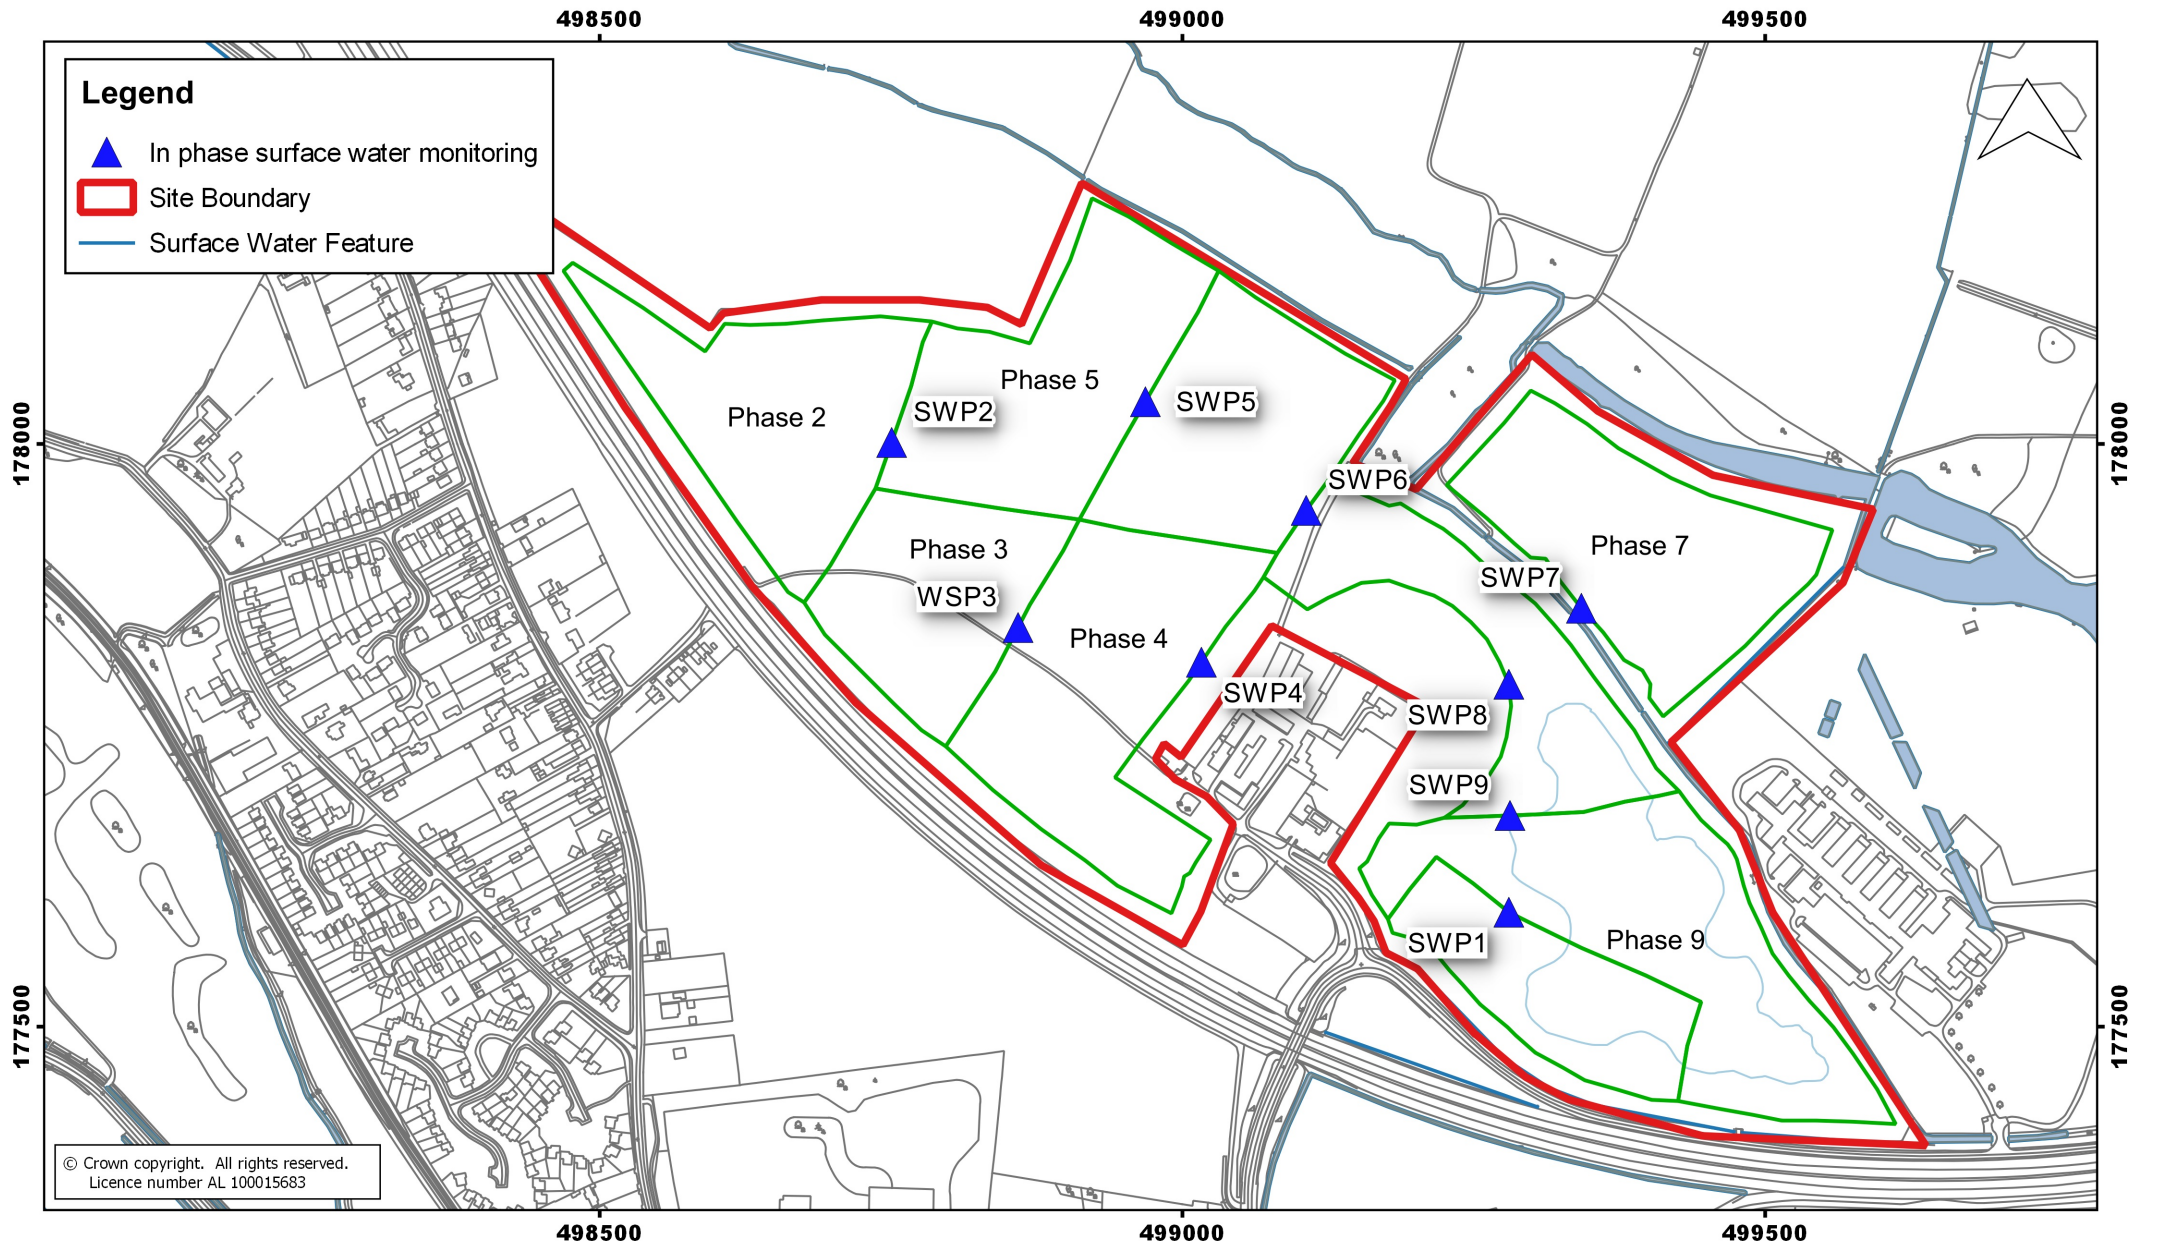 498500 499000 499500
Legend
In phase surface water monitoring
Site Boundary
Surface Water Feature
178000
178000
Phase 5
Phase 2
SWP2
SWP5
SWP6
Phase 3
Phase 7
WSP3
SWP7
Phase 4
SWP4
SWP8
SWP9
SWP1
Phase 9
177500
177500
© Crown copyright. All rights reserved.
Licence number AL 100015683
498500 499000 499500